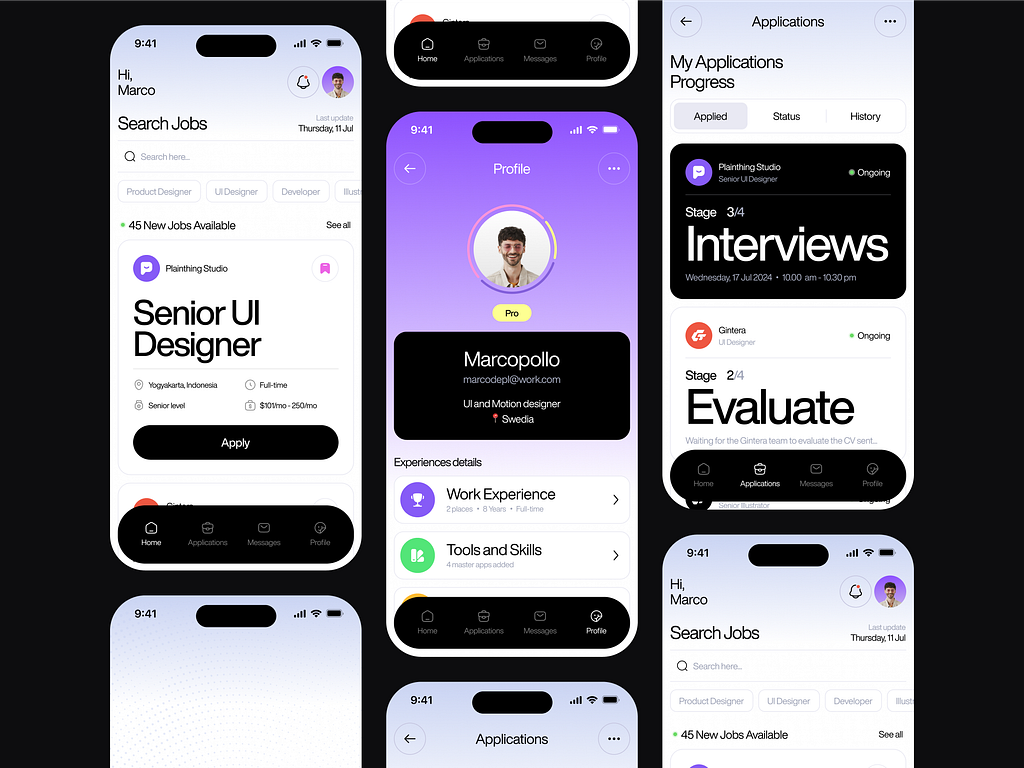 9:41
Hi,
Marco
Search Jobs
Last update
Thursday, 11 Jul
Search here...
Product Designer
UI Designer
Developer
45 New Jobs Available
See all
Plainthing Studio
Senior UI
Designer
Yogyakarta, Indonesia
Full-time
Senior level
$101/mo - 250/mo
Apply
Home
Applications
Messages
Profile
9:41
Home
Applications
Messages
Profile
9:41
Profile
Pro
Marcopollo
marcodepl@work.com
UI and Motion designer
Swedia
Experiences details
Work Experience
2 places • 8 Years • Full-time
Tools and Skills
4 master apps added
Home
Applications
Messages
Profile
9:41
Applications
Applications
My Applications
Progress
Applied
Status
History
Plainthing Studio
Senior UI Designer
Ongoing
Stage 3/4
Interviews
Wednesday, 17 Jul 2024 • 10.00 am - 10.30 pm
Gintera
UI Designer
Ongoing
Stage 2/4
Evaluate
Waiting for the Gintera team to evaluate the CV sent...
Home
Applications
Messages
Profile
Senior Illustrator
Ongoing
9:41
Hi,
Marco
Search Jobs
Last update
Thursday, 11 Jul
Search here...
Product Designer
UI Designer
Developer
45 New Jobs Available
See all